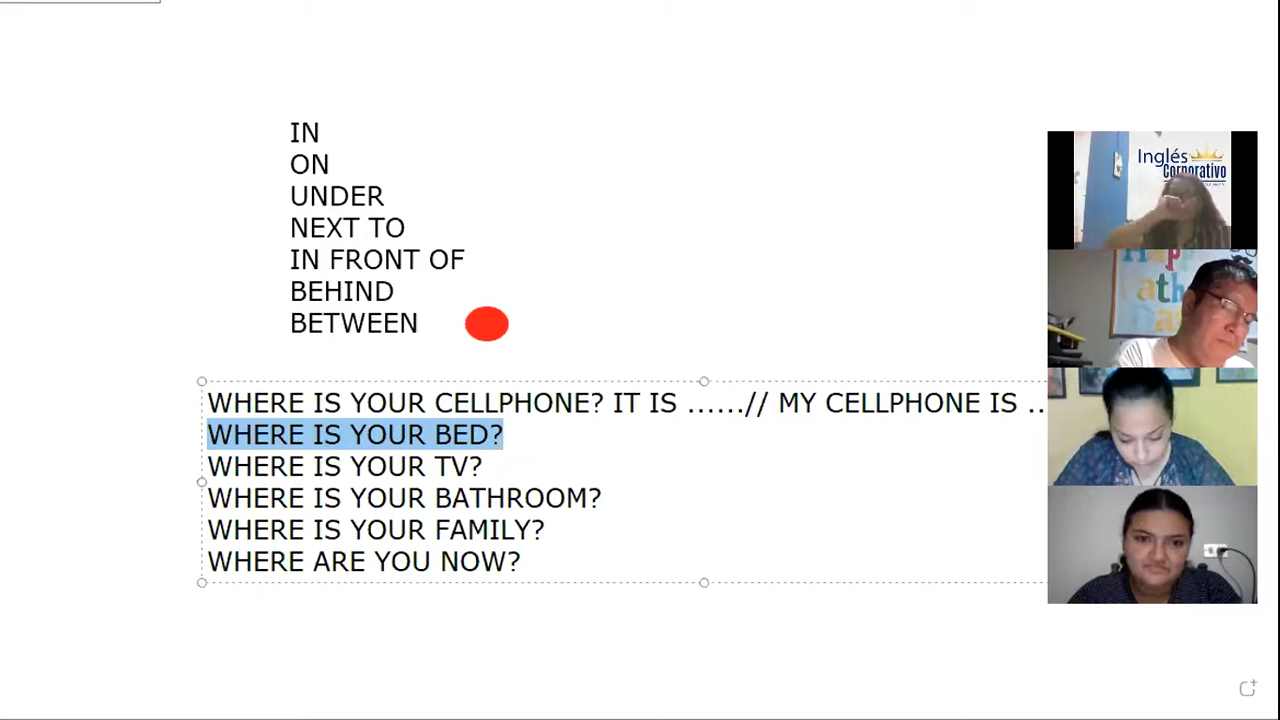 IN
ON
UNDER
NEXT TO
IN FRONT OF
BEHIND
BETWEEN
WHERE IS YOUR CELLPHONE? IT IS ......// MY CELLPHONE IS ..
WHERE IS YOUR BED?
WHERE IS YOUR TV?
WHERE IS YOUR BATHROOM?
WHERE IS YOUR FAMILY?
WHERE ARE YOU NOW?
Inglés
Corporativo